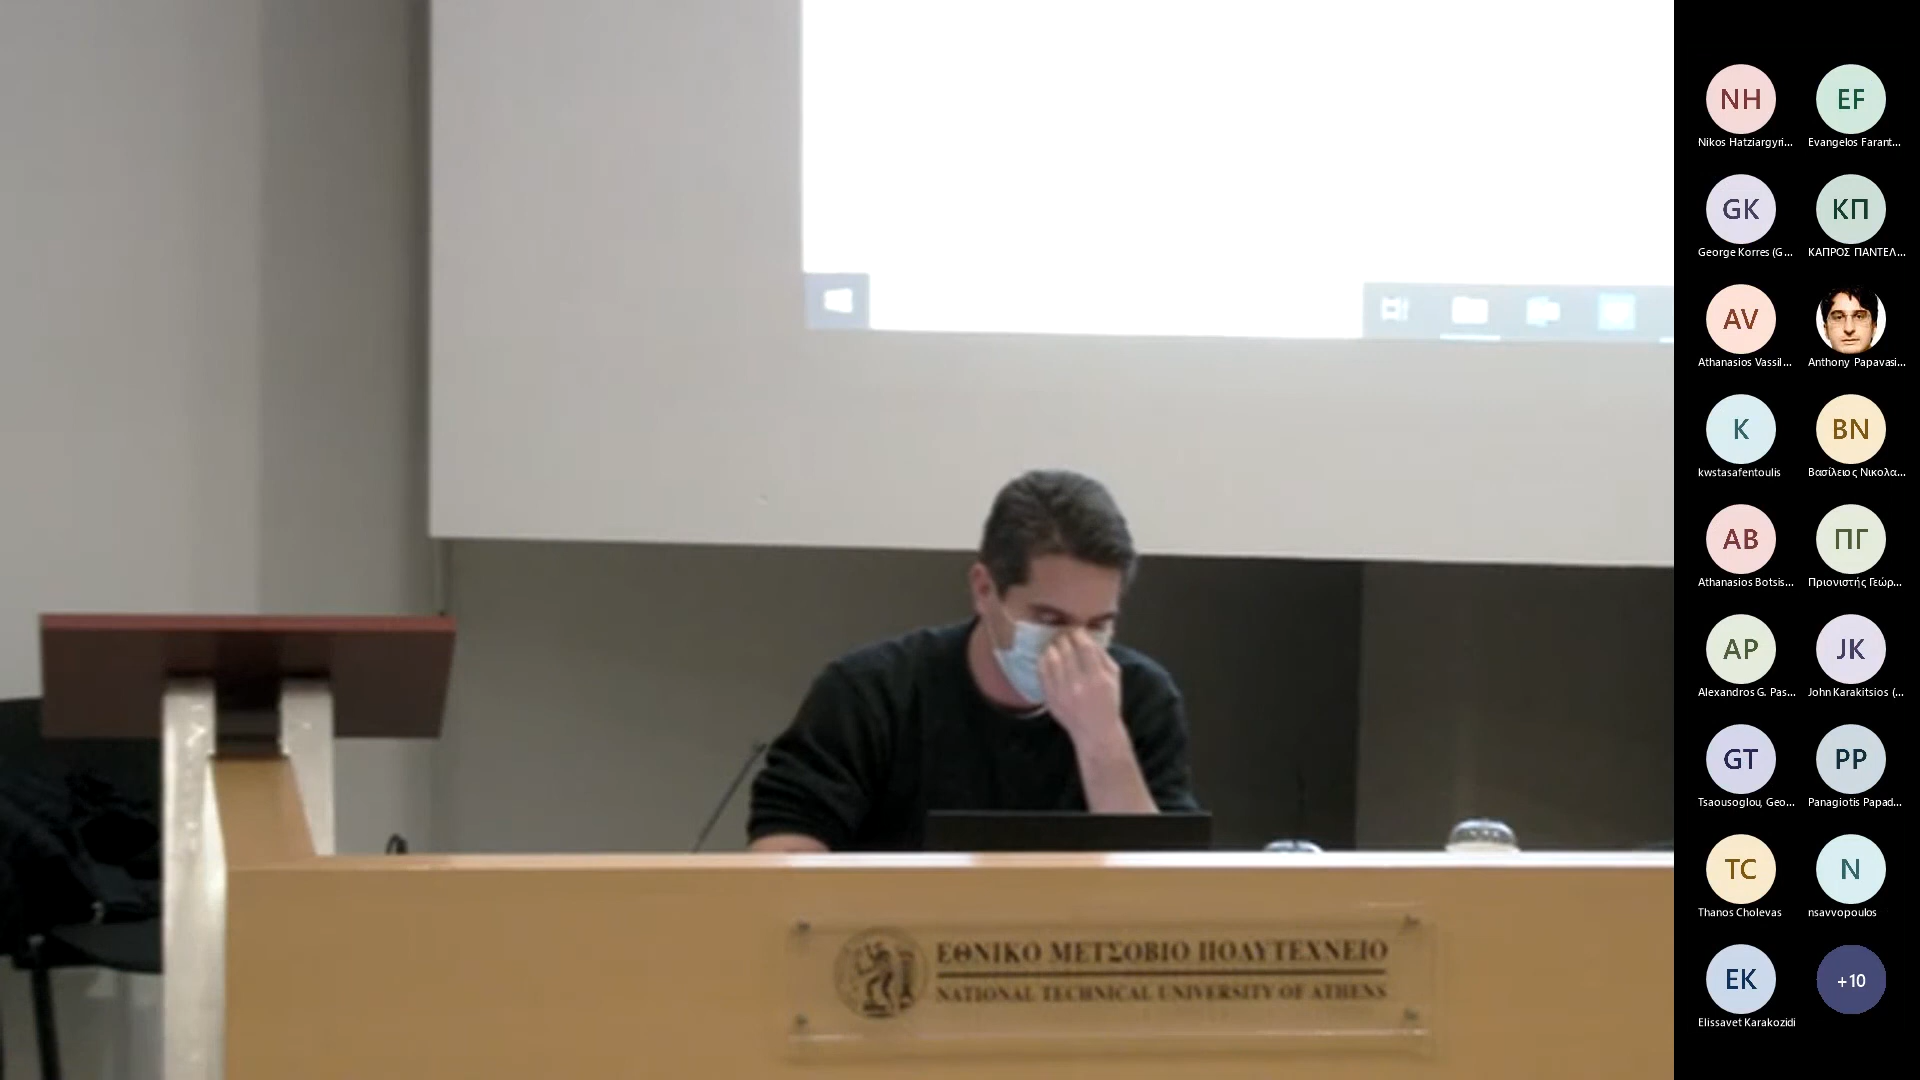 NH
EF
Nikos Hatziargyri...
Evangelos Farant...
GK
ΚΠ
George Korres (G...
ΚΑΠΡΟΣ ΠΑΝΤΕΛ...
AV
Athanasios Vassil...
Anthony Papavasi...
K
ΒΝ
kwstasafentoulis
Βασίλειος Νικολα...
AB
ΠΓ
Athanasios Botsis...
Πριονιστής Γεώρ...
AP
JK
Alexandros G. Pas...
John Karakitsios (...
GT
PP
Tsaousoglou, Geo...
Panagiotis Papad...
TC
N
Thanos Cholevas
nsavvopoulos
EK
+10
Elissavet Karakozidi
ΕΘΝΙΚΟ ΜΕΤΣΟΒΙΟ ΠΟΛΥΤΕΧΝΕΙΟ
NATIONAL TECHNICAL UNIVERSITY OF ATHENS